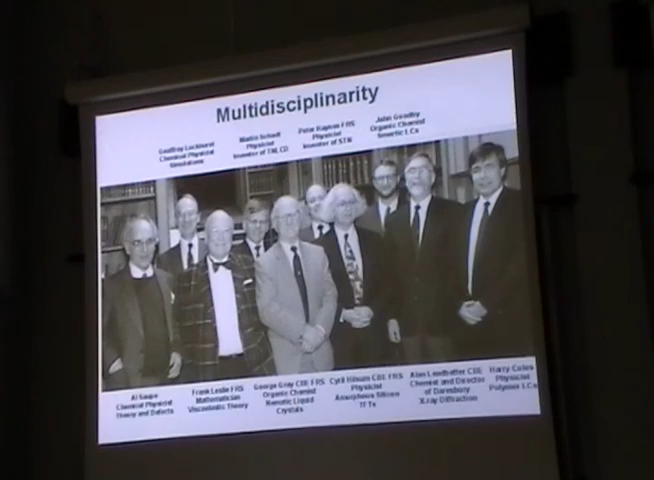 Multidisciplinarity
Geoffrey Luckhurst
Chemical Physicist
Simulations
Martin Schadt
Physicist
Inventor of TNLCD
Peter Raynes FRS
Physicist
Inventor of STN
John Goodby
Organic Chemist
Smectic LCs
Al Saupe
Chemical Physicist
Theory and Defects
Frank Leslie FRS
Mathematician
Viscoelastic Theory
George Gray CBE FRS
Organic Chemist
Nematic Liquid
Crystals
Cyril Hilsum CBE FRS
Physicist
Amorphous Silicon
TFTs
Alan Leadbetter CBE
Chemist and Director
of Daresbury
X-ray Diffraction
Harry Coles
Physicist
Polymer LCs